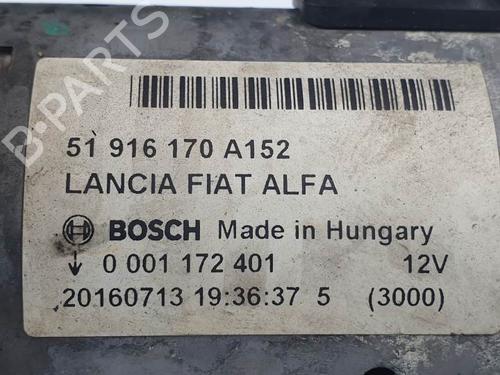 51 916 170 A152
LANCIA FIAT ALFA
BOSCH Made in Hungary
0 001 172 401 12V
20160713 19:36:37 5 (3000)
B-PARTS